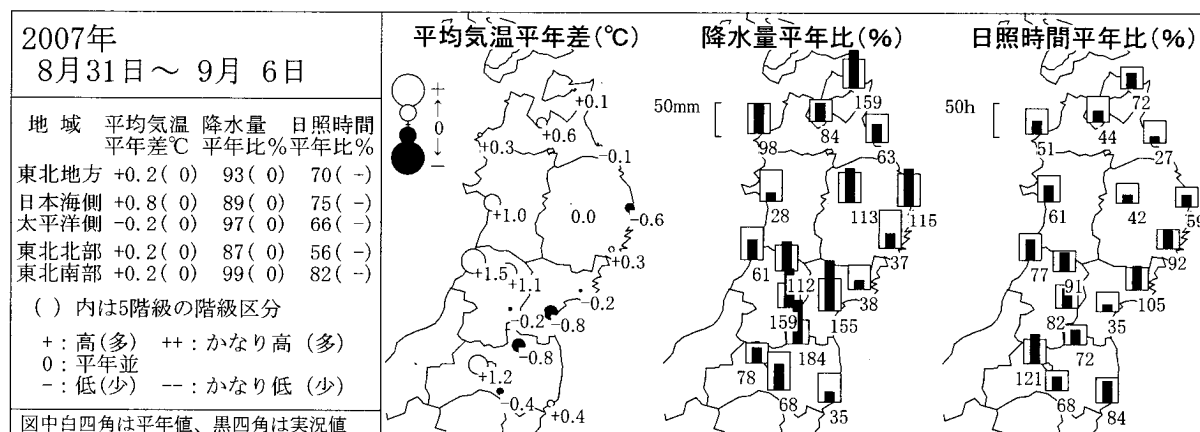 2007年
8月31日～ 9月 6日
地 域 平均気温 降水量 日照時間
平年差℃ 平年比% 平年比%
東北地方 +0.2( 0) 93( 0) 70( -)
日本海側 +0.8( 0) 89( 0) 75( -)
太平洋側 -0.2( 0) 97( 0) 66( -)
東北北部 +0.2( 0) 87( 0) 56( -)
東北南部 +0.2( 0) 99( 0) 82( -)
( ) 内は5階級の階級区分
+ : 高(多) ++ : かなり高 (多)
0 : 平年並
- : 低(少) -- : かなり低 (少)
図中白四角は平年値、黒四角は実況値
平均気温平年差(℃)
+
↑
0
↓
-
+0.1
+0.6
+0.3
-0.1
+1.0
0.0
-0.6
+0.3
+1.5
+1.1
-0.2
-0.2
-0.8
-0.8
+1.2
-0.4
+0.4
降水量平年比(%)
50mm
159
84
98
63
28
113
115
37
61
112
38
159
155
184
78
68
35
日照時間平年比(%)
50h
72
44
51
27
61
42
59
92
77
91
105
82
35
72
121
68
84